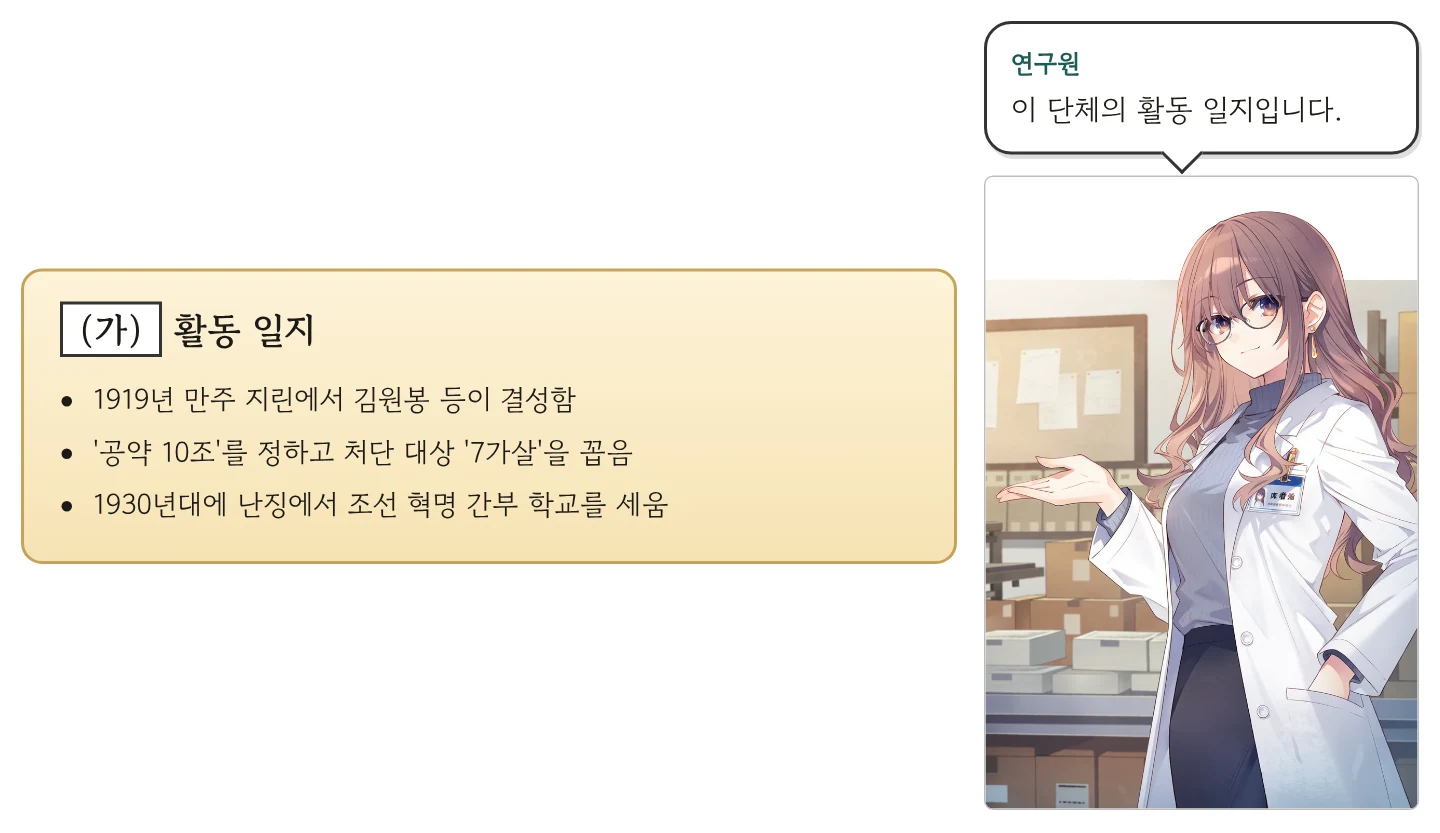 연구원
이 단체의 활동 일지입니다.
(가) 활동 일지
• 1919년 만주 지린에서 김원봉 등이 결성함
• '공약 10조'를 정하고 처단 대상 '7가살'을 꼽음
• 1930년대에 난징에서 조선 혁명 간부 학교를 세움